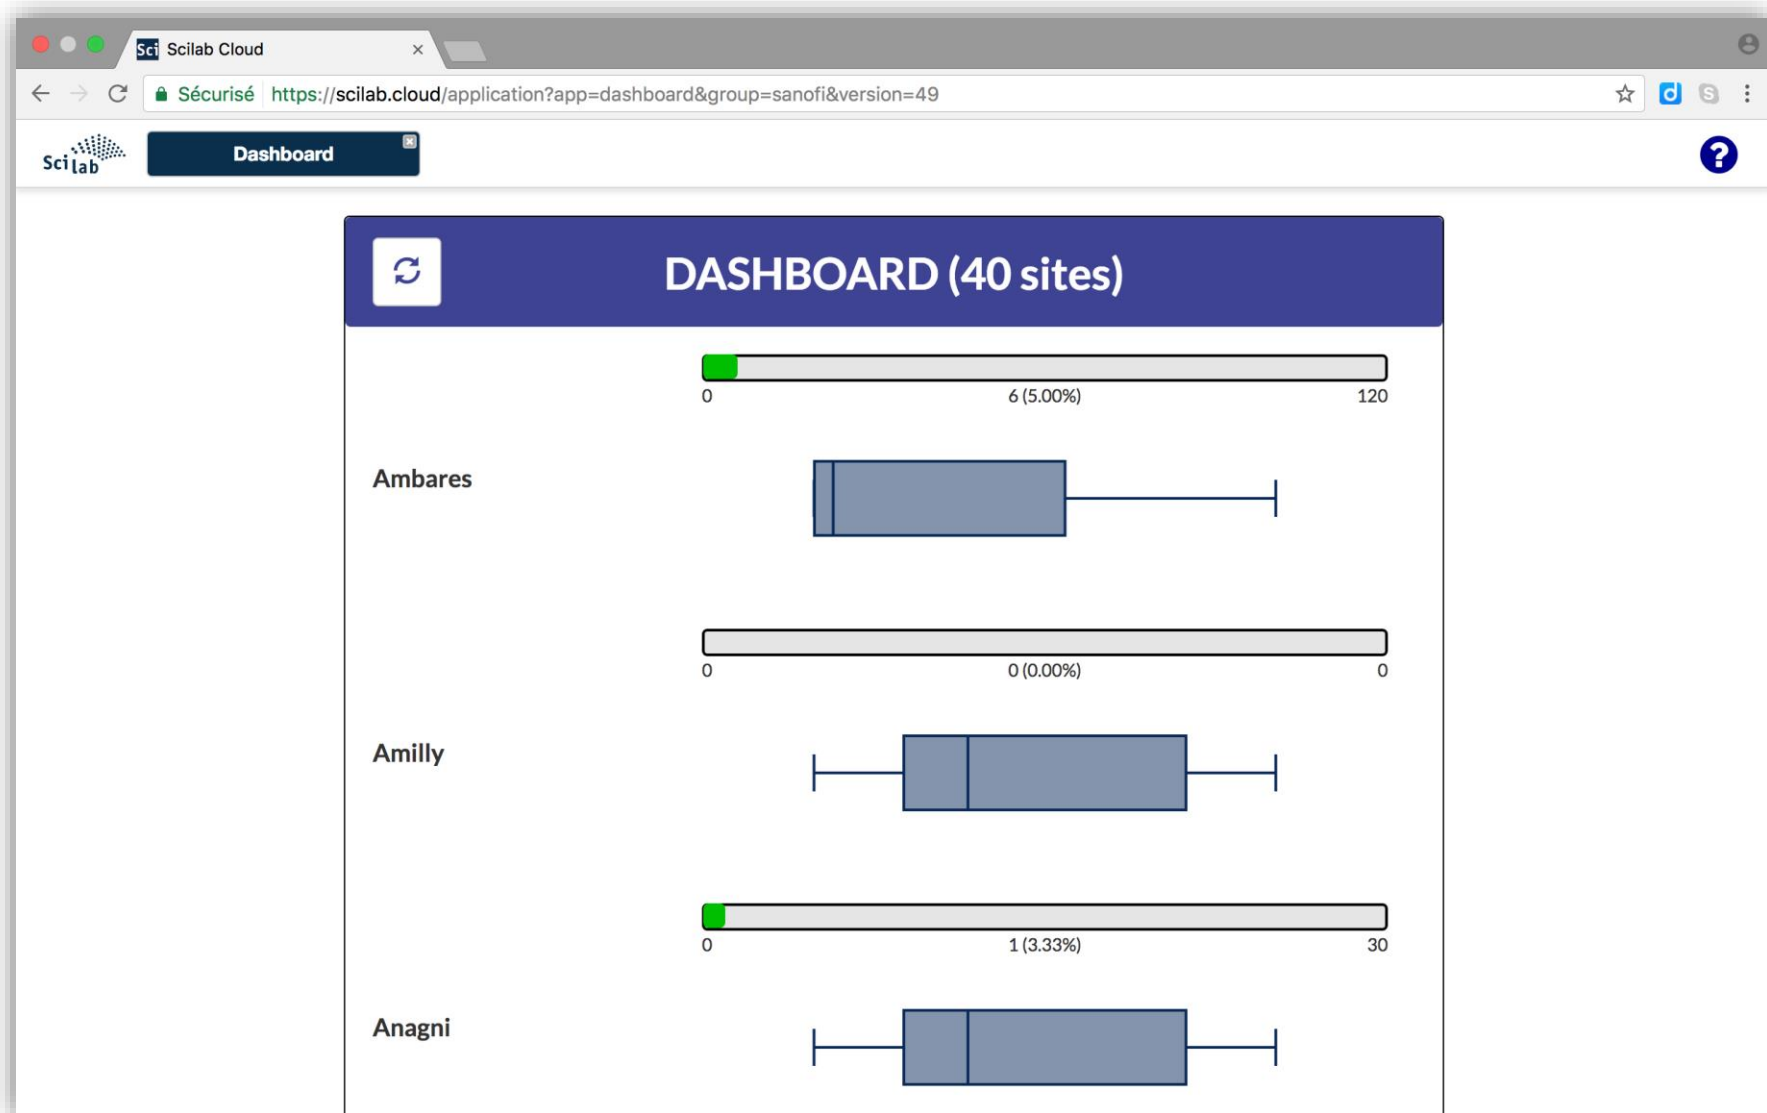 Sci Scilab Cloud
Sécurisé https://scilab.cloud/application?app=dashboard&group=sanofi&version=49
Scilab
Dashboard
DASHBOARD (40 sites)
0 6 (5.00%) 120
Ambares
0 0 (0.00%) 0
Amilly
0 1 (3.33%) 30
Anagni